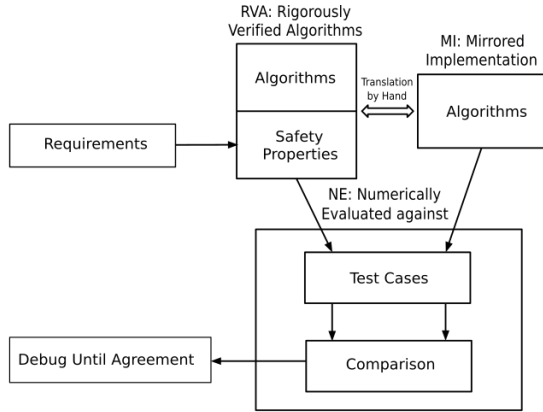 RVA: Rigorously
Verified Algorithms
MI: Mirrored
Implementation
Algorithms
Translation
by Hand
Algorithms
Requirements
Safety
Properties
NE: Numerically
Evaluated against
Test Cases
Debug Until Agreement
Comparison